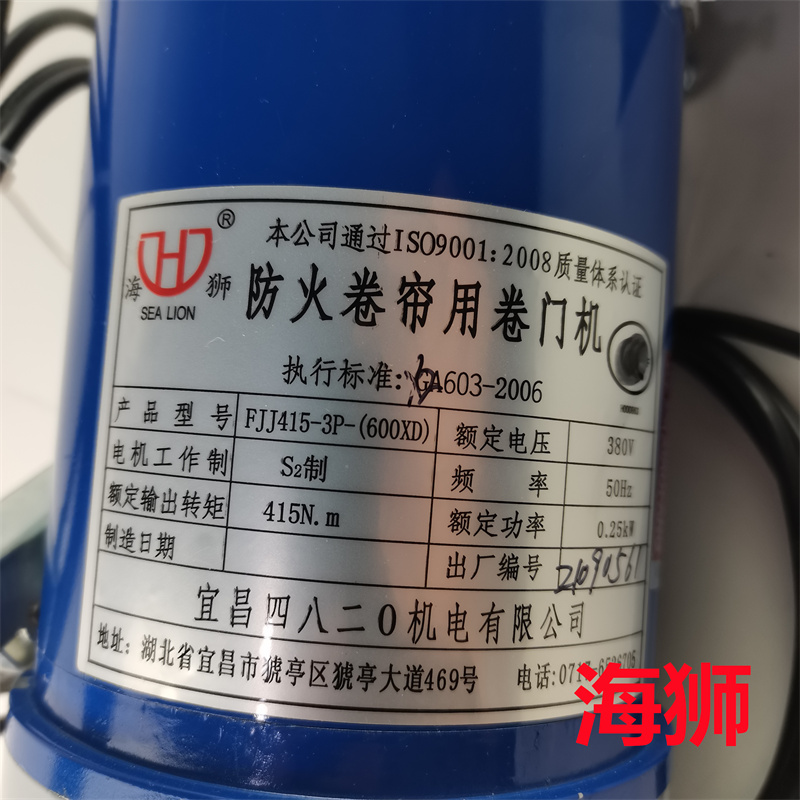 本公司通过ISO9001:2008质量体系认证
海 狮 ®
SEA LION
防火卷帘用卷门机
执行标准:GA603-2006
产品型号 FJJ415-3P-(600XD) 额定电压 380V
电机工作制 S2制 频 率 50Hz
额定输出转矩 415N.m 额定功率 0.25kW
制造日期 出厂编号
宜昌四八二O机电有限公司
地址: 湖北省宜昌市猇亭区猇亭大道469号 电话:
海狮